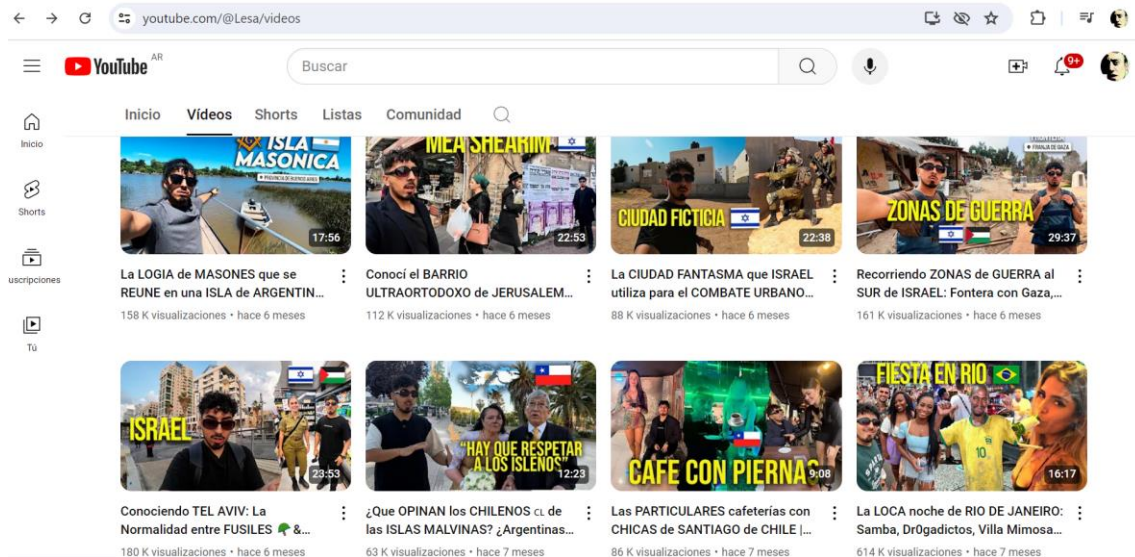 youtube.com/@Lesa/videos
YouTube AR
Buscar
9+
Inicio Vídeos Shorts Listas Comunidad
Inicio
Shorts
uscripciones
Tú
ISLA
MASONICA
PROVINCIA DE BUENOS AIRES
17:56
MEA SHEARIM
22:53
CIUDAD FICTICIA
22:38
FRANJA DE GAZA
ZONAS DE GUERRA
29:37
La LOGIA de MASONES que se
REUNE en una ISLA de ARGENTIN...
158 K visualizaciones • hace 6 meses
Conocí el BARRIO
ULTRAORTODOXO de JERUSALEM...
112 K visualizaciones • hace 6 meses
La CIUDAD FANTASMA que ISRAEL
utiliza para el COMBATE URBANO...
88 K visualizaciones • hace 6 meses
Recorriendo ZONAS de GUERRA al
SUR de ISRAEL: Fontera con Gaza,...
161 K visualizaciones • hace 6 meses
ISRAEL
23:53
"HAY QUE RESPETAR
A LOS ISLEÑOS"
12:23
CAFE CON PIERNAS
9:08
FIESTA EN RIO
10
16:17
Conociendo TEL AVIV: La
Normalidad entre FUSILES 🪖 &...
180 K visualizaciones • hace 6 meses
¿Que OPINAN los CHILENOS CL de
las ISLAS MALVINAS? ¿Argentinas...
63 K visualizaciones • hace 7 meses
Las PARTICULARES cafeterías con
CHICAS de SANTIAGO de CHILE |...
86 K visualizaciones • hace 7 meses
La LOCA noche de RIO DE JANEIRO:
Samba, Dr0gadictos, Villa Mimosa...
614 K visualizaciones • hace 7 meses